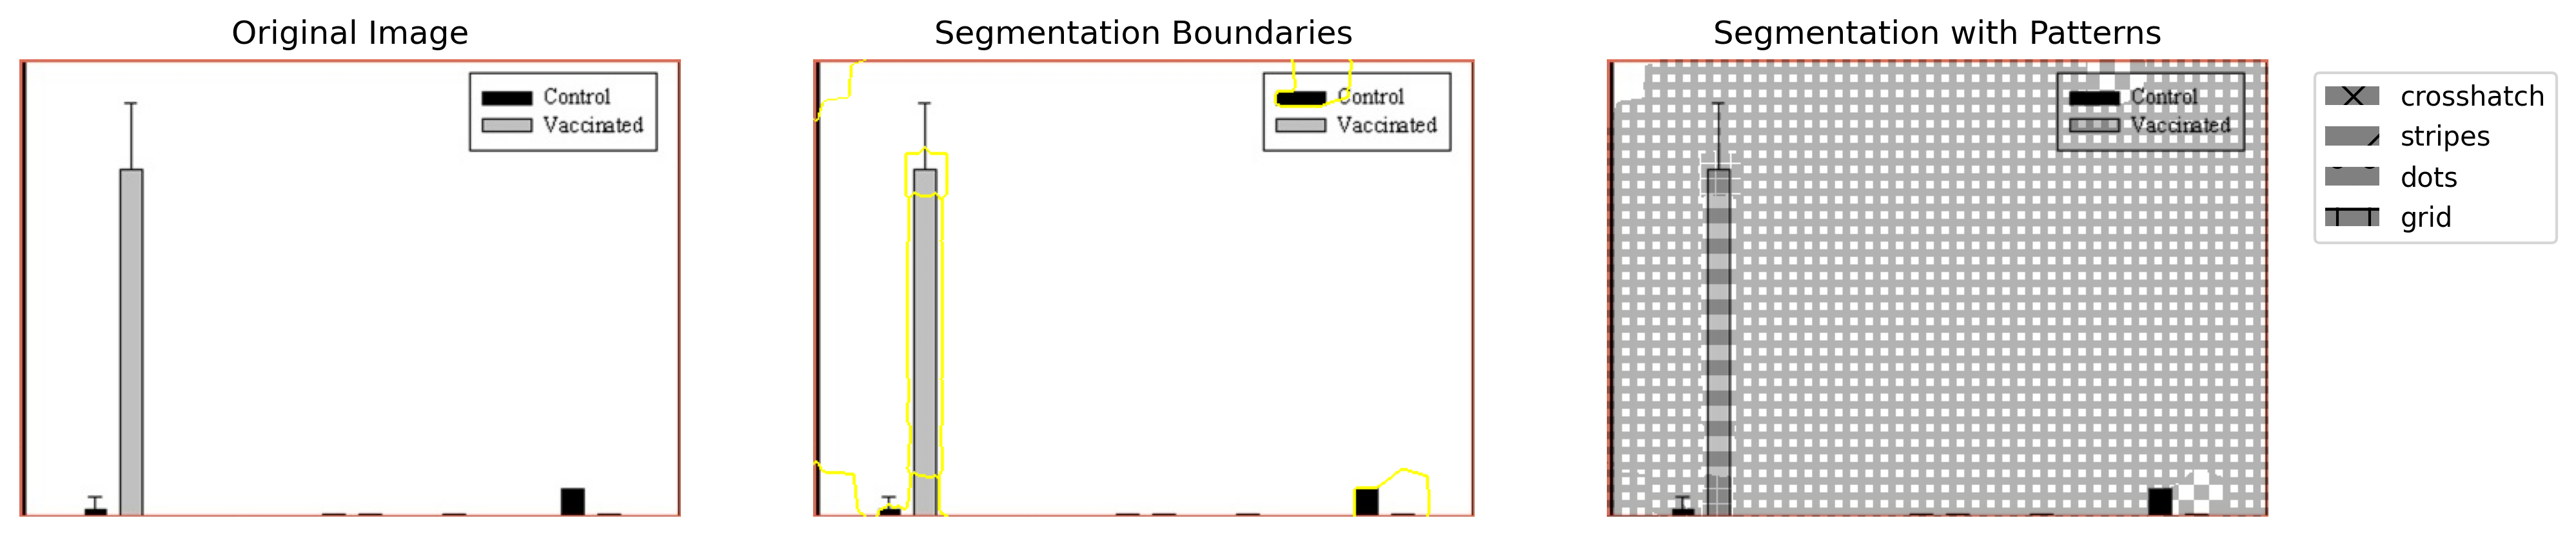 Original Image
Control
Vaccinated
Segmentation Boundaries
Control
Vaccinated
Segmentation with Patterns
Control
Vaccinated
crosshatch
stripes
dots
grid